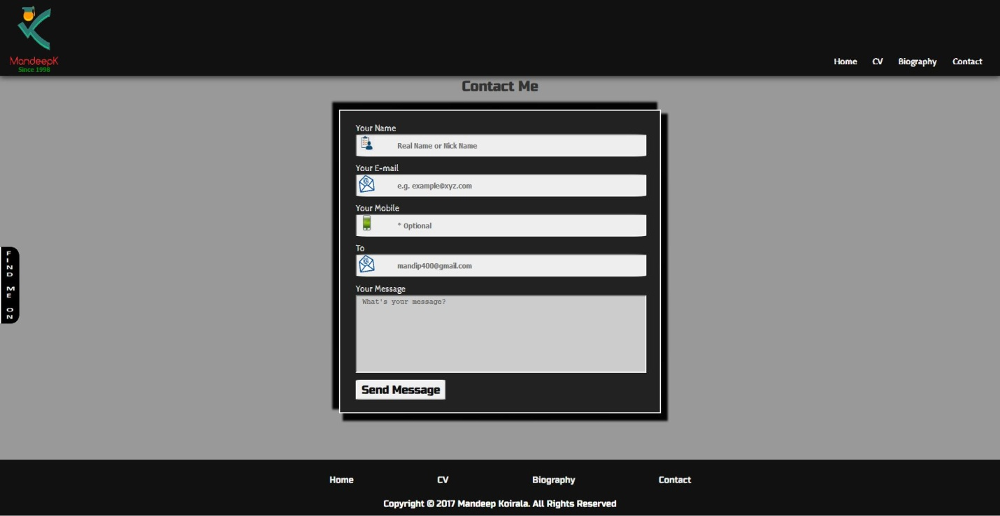 MandeepK
Since 1998
Home CV Biography Contact
Contact Me
Your Name
Real Name or Nick Name
Your E-mail
e.g. example@xyz.com
Your Mobile
* Optional
To
mandip400@gmail.com
Your Message
What's your message?
Send Message
FIND ME ON
Home CV Biography Contact
Copyright © 2017 Mandeep Koirala. All Rights Reserved